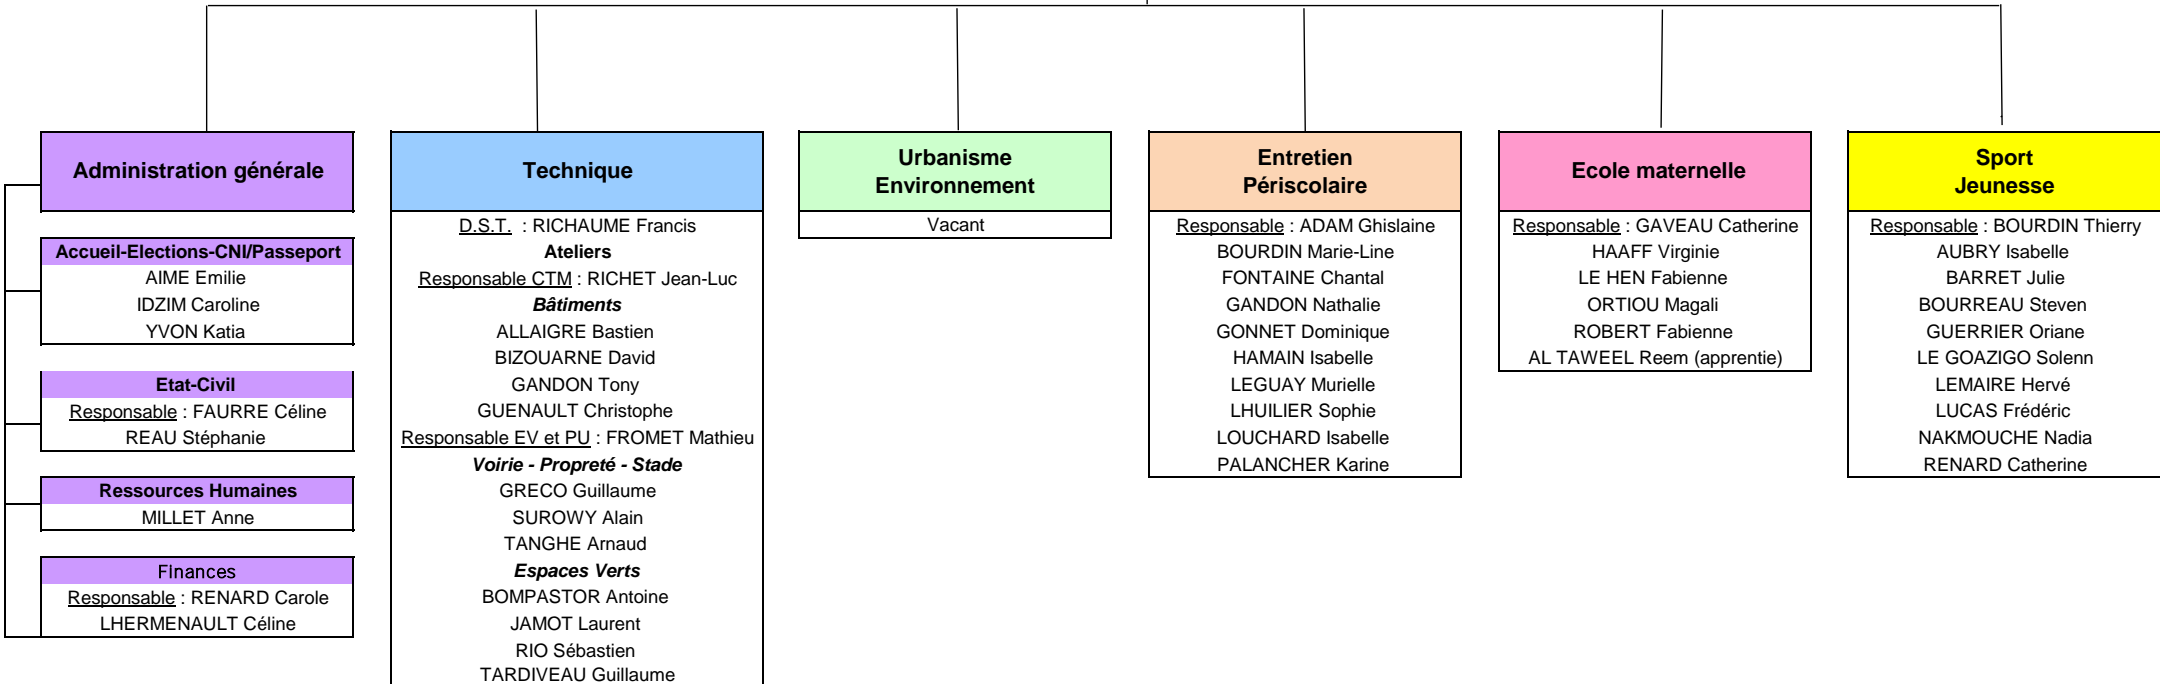 Administration générale
Accueil-Elections-CNI/Passeport
AIME Emilie
IDZIM Caroline
YVON Katia
Etat-Civil
Responsable : FAURRE Céline
REAU Stéphanie
Ressources Humaines
MILLET Anne
Finances
Responsable : RENARD Carole
LHERMENAULT Céline
Technique
D.S.T. : RICHAUME Francis
Ateliers
Responsable CTM : RICHET Jean-Luc
Bâtiments
ALLAIGRE Bastien
BIZOUARNE David
GANDON Tony
GUENAULT Christophe
Responsable EV et PU : FROMET Mathieu
Voirie - Propreté - Stade
GRECO Guillaume
SUROWY Alain
TANGHE Arnaud
Espaces Verts
BOMPASTOR Antoine
JAMOT Laurent
RIO Sébastien
TARDIVEAU Guillaume
Urbanisme
Environnement
Vacant
Entretien
Périscolaire
Responsable : ADAM Ghislaine
BOURDIN Marie-Line
FONTAINE Chantal
GANDON Nathalie
GONNET Dominique
HAMAIN Isabelle
LEGUAY Murielle
LHUILIER Sophie
LOUCHARD Isabelle
PALANCHER Karine
Ecole maternelle
Responsable : GAVEAU Catherine
HAAFF Virginie
LE HEN Fabienne
ORTIOU Magali
ROBERT Fabienne
AL TAWEEL Reem (apprentie)
Sport
Jeunesse
Responsable : BOURDIN Thierry
AUBRY Isabelle
BARRET Julie
BOURREAU Steven
GUERRIER Oriane
LE GOAZIGO Solenn
LEMAIRE Hervé
LUCAS Frédéric
NAKMOUCHE Nadia
RENARD Catherine